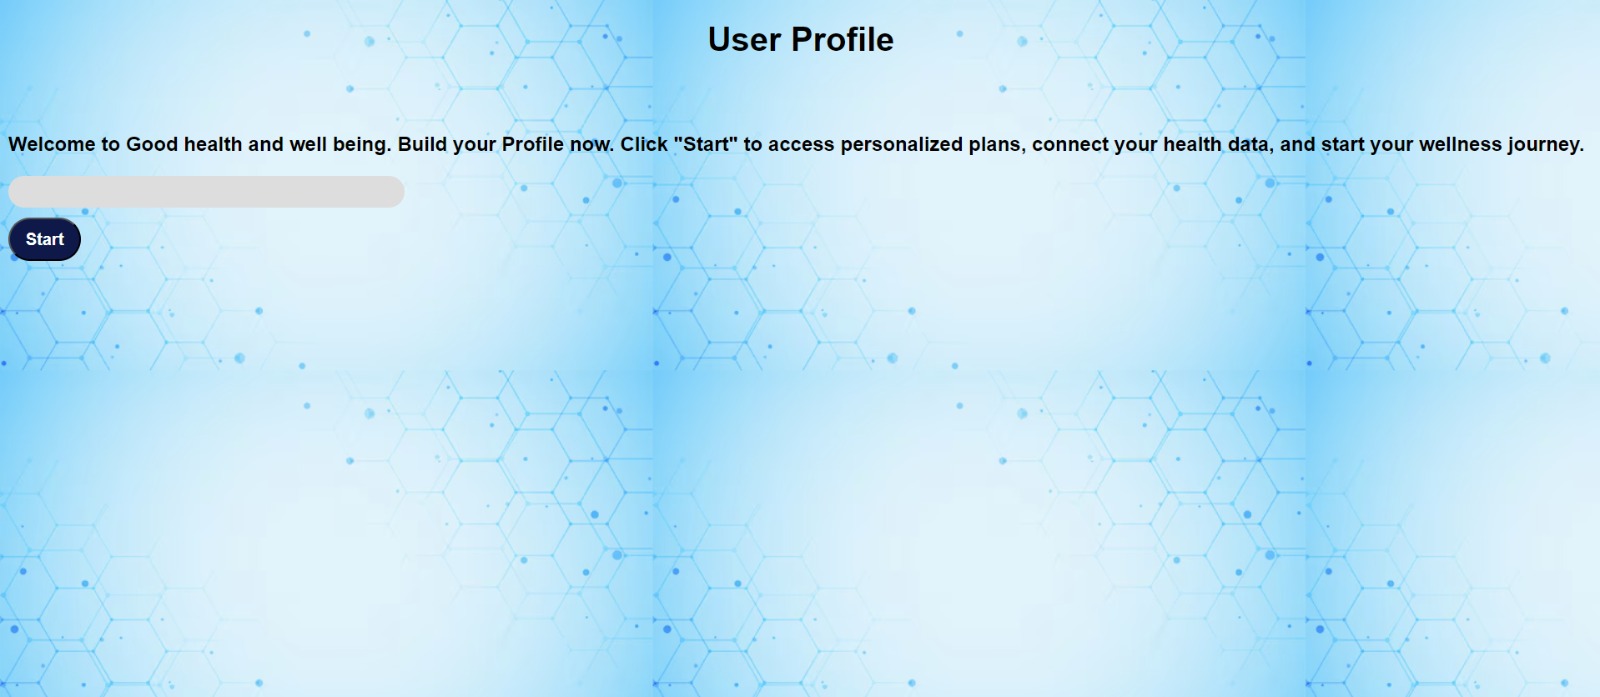 User Profile
Welcome to Good health and well being. Build your Profile now. Click "Start" to access personalized plans, connect your health data, and start your wellness journey.
Start